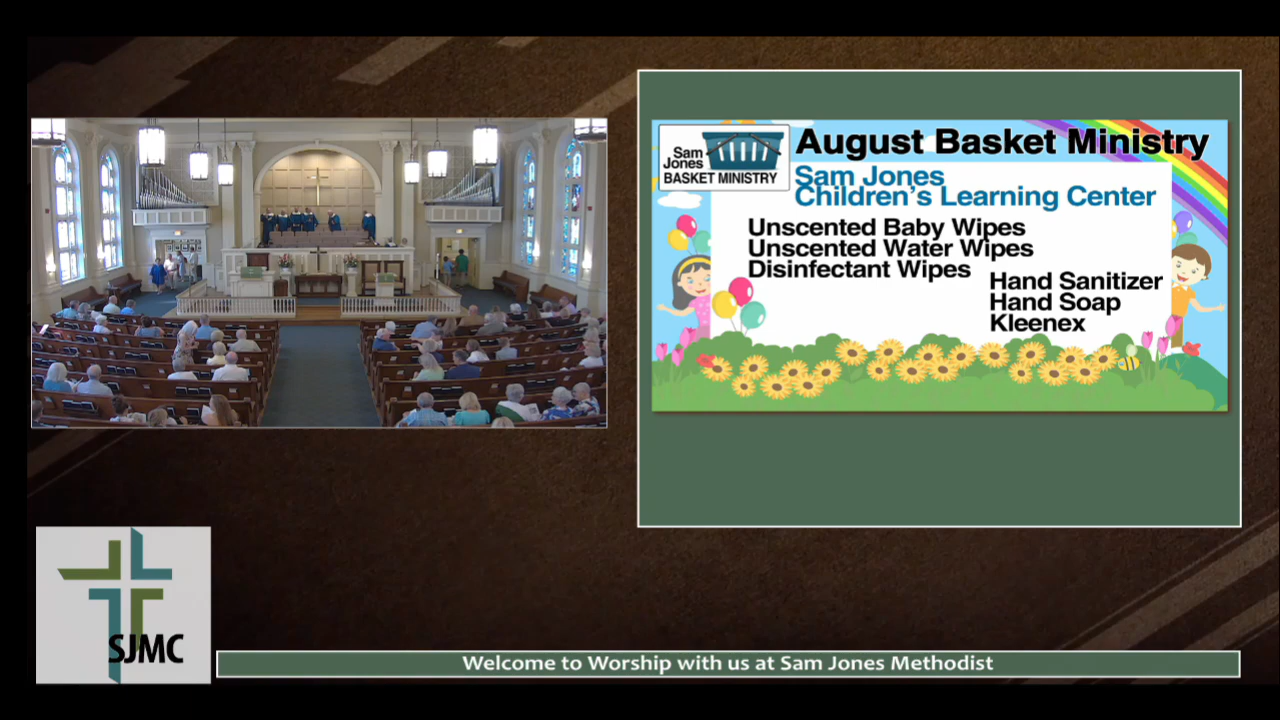 Sam
Jones
BASKET MINISTRY
August Basket Ministry
Sam Jones
Children's Learning Center
Unscented Baby Wipes
Unscented Water Wipes
Disinfectant Wipes
Hand Sanitizer
Hand Soap
Kleenex
SJMC
Welcome to Worship with us at Sam Jones Methodist